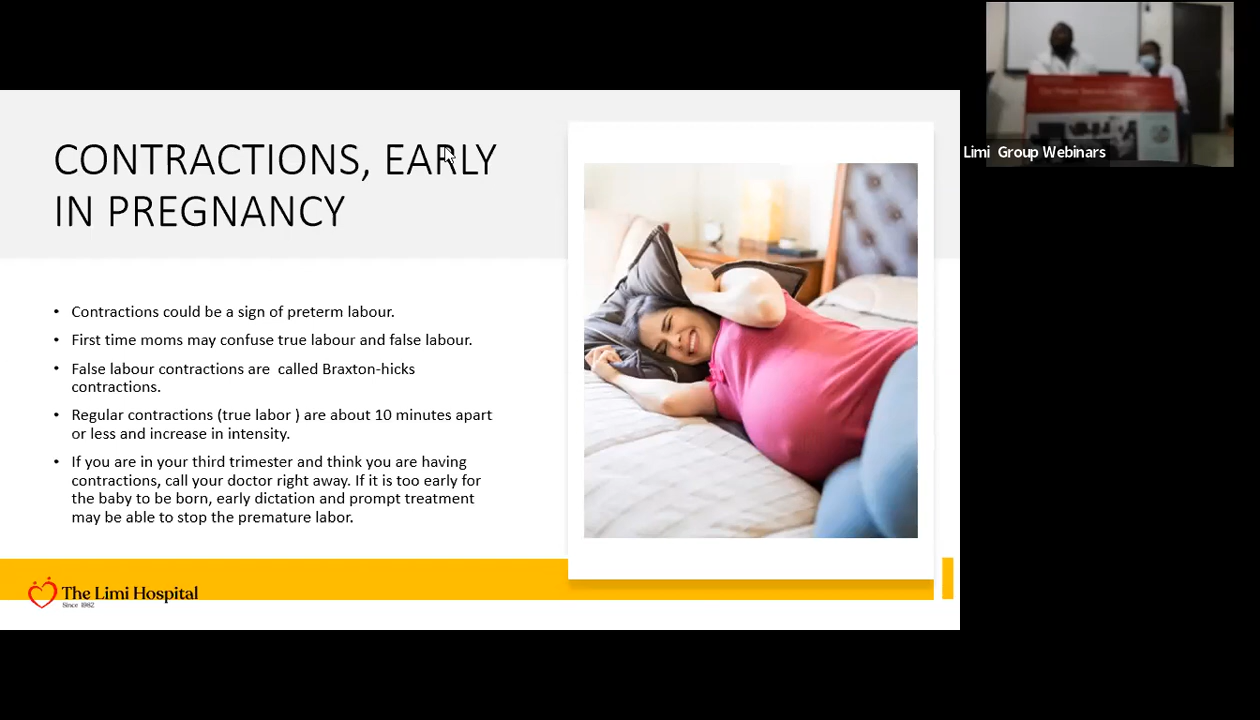 CONTRACTIONS, EARLY
IN PREGNANCY
• Contractions could be a sign of preterm labour.
• First time moms may confuse true labour and false labour.
• False labour contractions are  called Braxton-hicks
contractions.
• Regular contractions (true labor ) are about 10 minutes apart
or less and increase in intensity.
• If you are in your third trimester and think you are having
contractions, call your doctor right away. If it is too early for
the baby to be born, early dictation and prompt treatment
may be able to stop the premature labor.
The Limi Hospital
Since 1982
Limi  Group Webinars